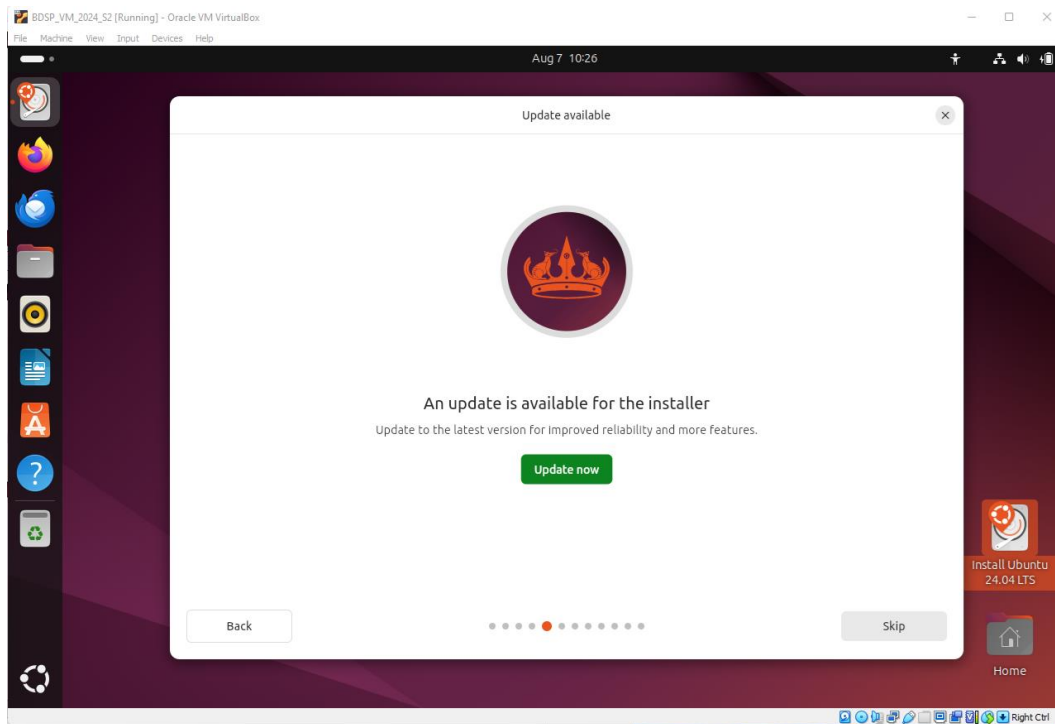 BDSP_VM_2024_S2 [Running] - Oracle VM VirtualBox
File Machine View Input Devices Help
Aug 7 10:26
Update available
An update is available for the installer
Update to the latest version for improved reliability and more features.
Update now
Install Ubuntu
24.04 LTS
Back
Skip
Home
Right Ctrl